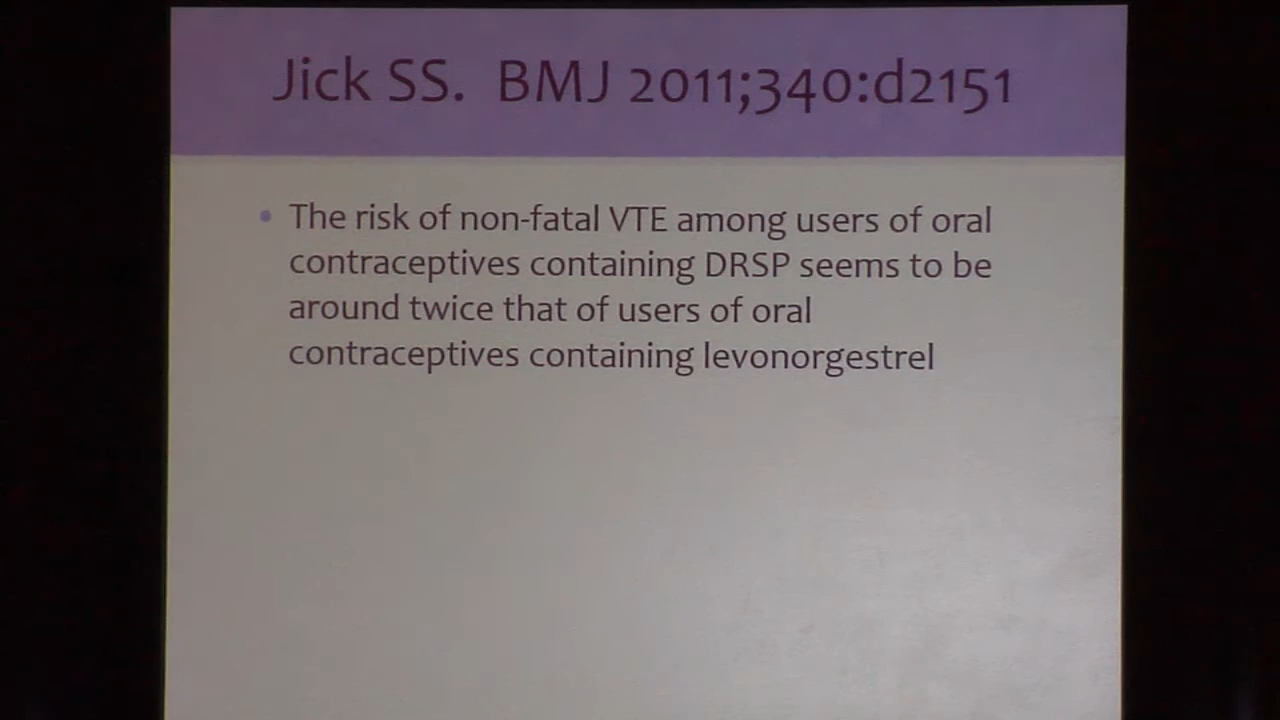 Jick SS. BMJ 2011;340:d2151
• The risk of non-fatal VTE among users of oral
contraceptives containing DRSP seems to be
around twice that of users of oral
contraceptives containing levonorgestrel